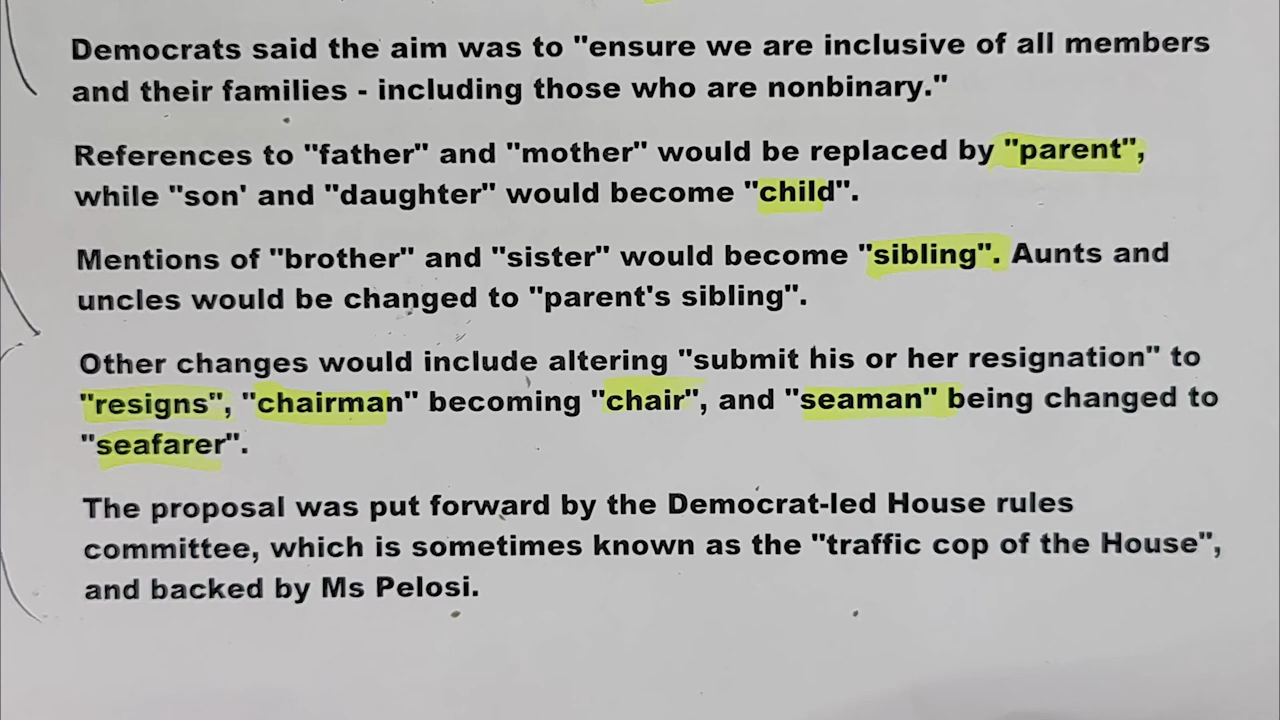 Democrats said the aim was to "ensure we are inclusive of all members
and their families - including those who are nonbinary."
References to "father" and "mother" would be replaced by "parent",
while "son' and "daughter" would become "child".
Mentions of "brother" and "sister" would become "sibling". Aunts and
uncles would be changed to "parent's sibling".
Other changes would include altering "submit his or her resignation" to
"resigns", "chairman" becoming "chair", and "seaman" being changed to
"seafarer".
The proposal was put forward by the Democrat-led House rules
committee, which is sometimes known as the "traffic cop of the House",
and backed by Ms Pelosi.